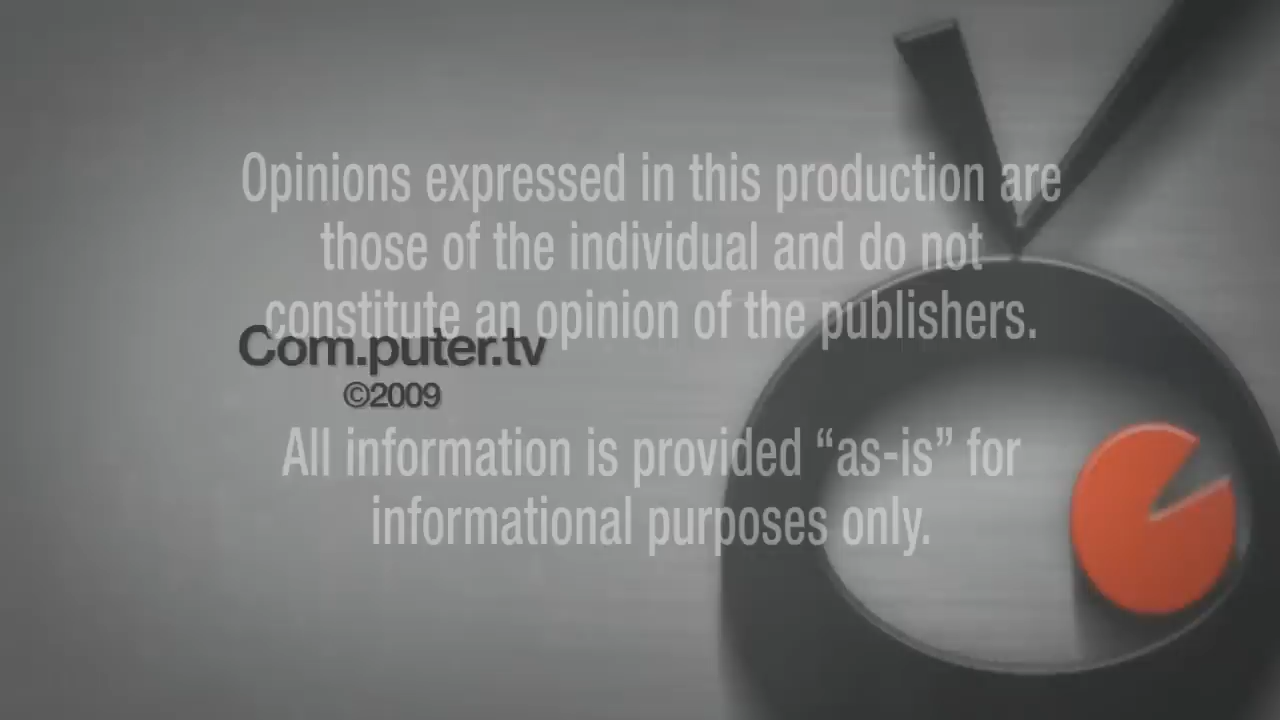 Opinions expressed in this production are
those of the individual and do not
constitute an opinion of the publishers.
Com.puter.tv
©2009
All information is provided “as-is” for
informational purposes only.